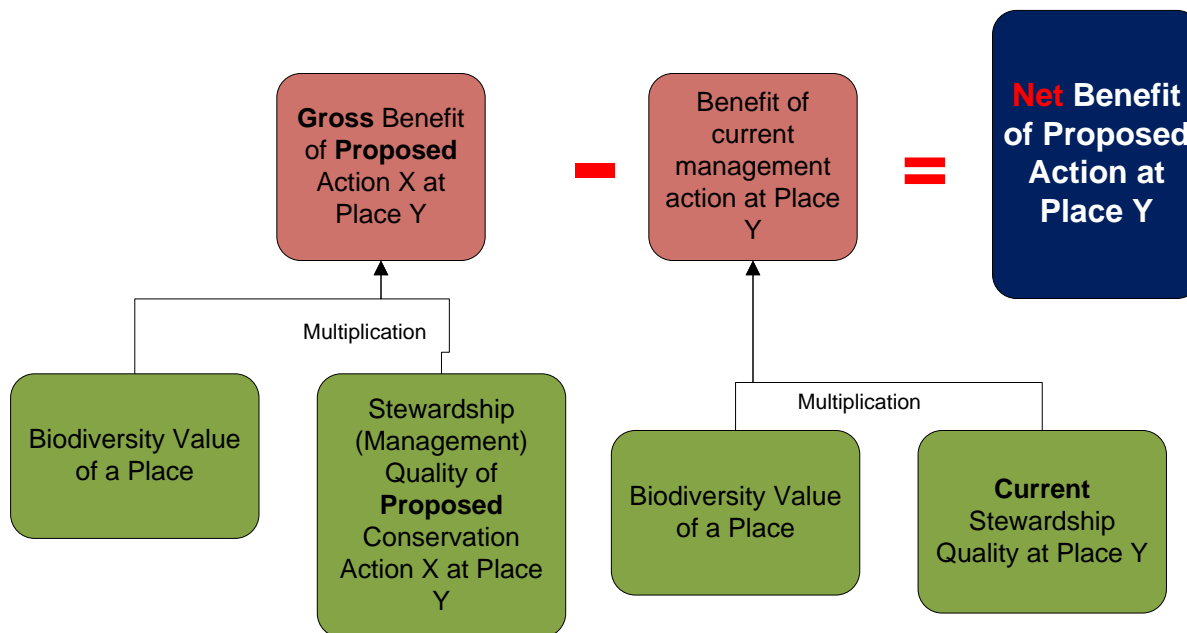 Gross Benefit
of Proposed
Action X at
Place Y
-
Benefit of
current
management
action at Place
Y
=
Net Benefit
of Proposed
Action at
Place Y
Multiplication
Biodiversity Value
of a Place
Stewardship
(Management)
Quality of
Proposed
Conservation
Action X at Place
Y
Multiplication
Biodiversity Value
of a Place
Current
Stewardship
Quality at Place Y